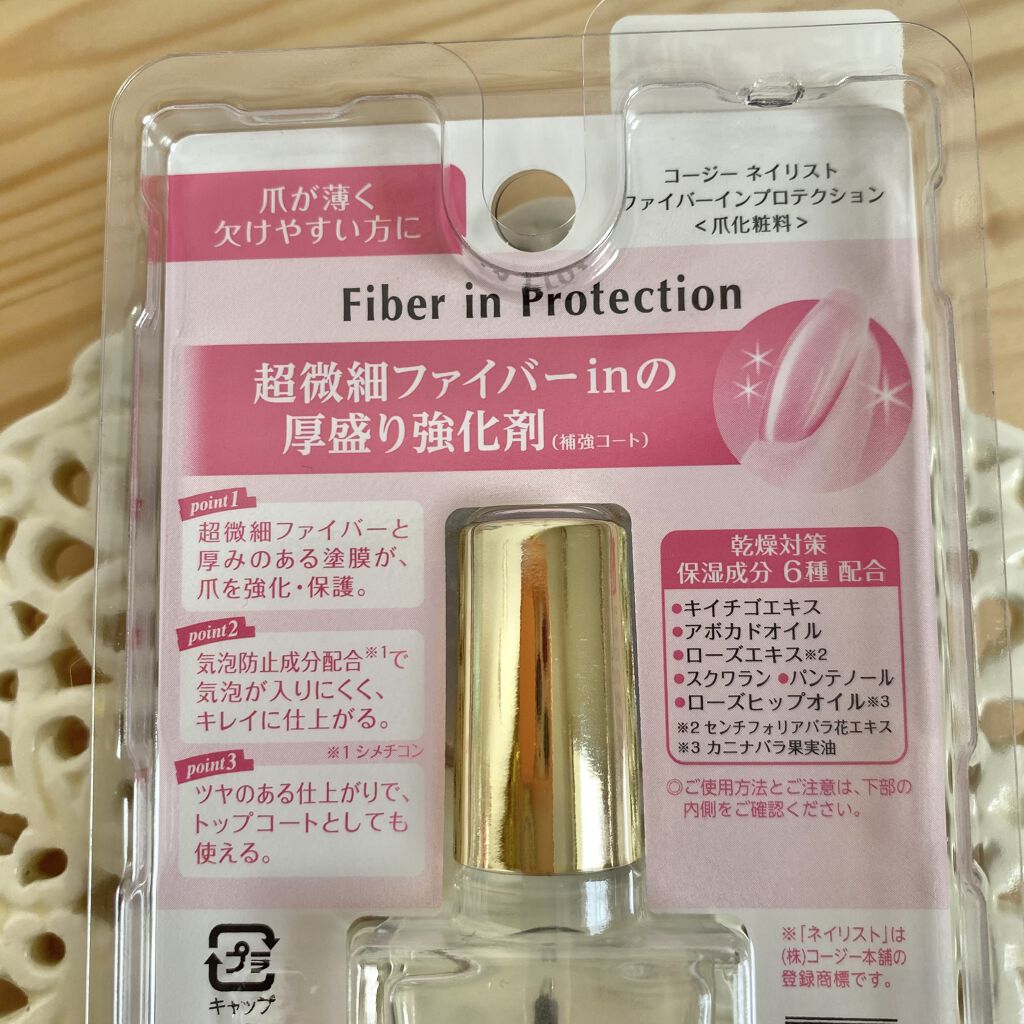 爪が薄く
欠けやすい方に
コージー ネイリスト
ファイバーインプロテクション
<爪化粧料>
Fiber in Protection
超微細ファイバーinの
厚盛り強化剤(補強コート)
point1
超微細ファイバーと
厚みのある塗膜が、
爪を強化・保護。
point2
気泡防止成分配合※1で
気泡が入りにくく、
キレイに仕上がる。
※1 シメチコン
point3
ツヤのある仕上がりで、
トップコートとしても
使える。
乾燥対策
保湿成分 6種 配合
●キイチゴエキス
●アボカドオイル
●ローズエキス※2
●スクワラン ●パンテノール
●ローズヒップオイル※3
※2 センチフォリアバラ花エキス
※3 カニナバラ果実油
◎ご使用方法とご注意は、下部の
内側をご確認ください。
プラ
キャップ
※「ネイリスト」は
(株)コージー本舗の
登録商標です。